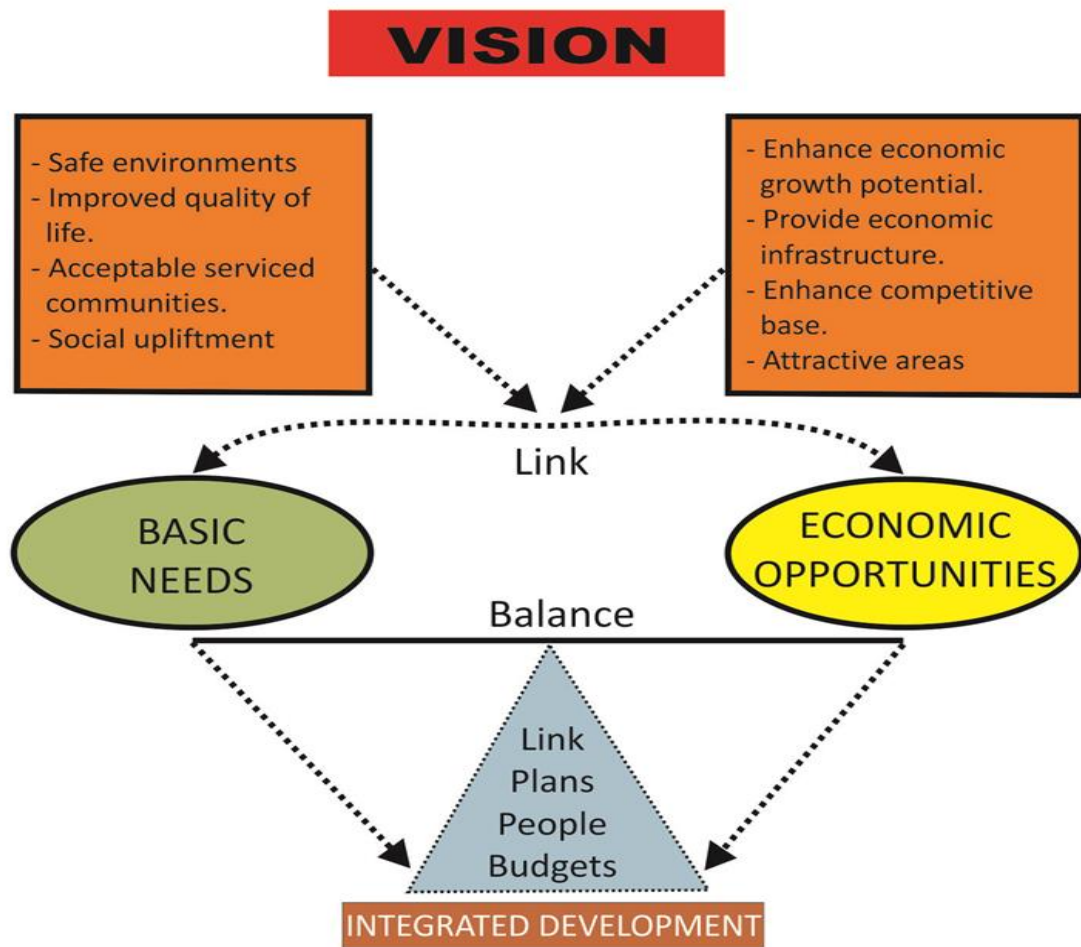 VISION
- Safe environments
- Improved quality of
life.
- Acceptable serviced
communities.
- Social upliftment
- Enhance economic
growth potential.
- Provide economic
infrastructure.
- Enhance competitive
base.
- Attractive areas
Link
BASIC
NEEDS
ECONOMIC
OPPORTUNITIES
Balance
Link
Plans
People
Budgets
INTEGRATED DEVELOPMENT